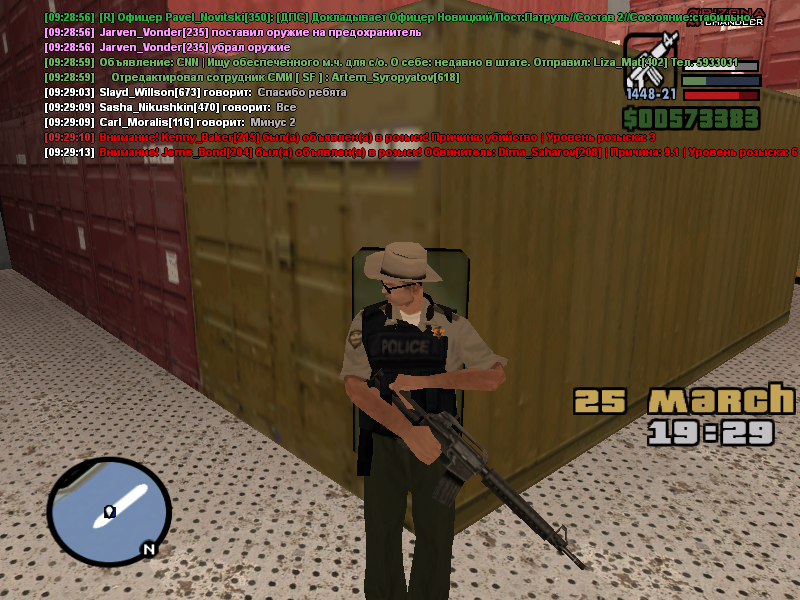 [09:28:56] [R] Офицер Pavel_Novitski[350]: [ДПС] Докладывает Офицер Новицкий/Пост:Патруль//Состав 2//Состояние:стабильно
[09:28:56] Jarven_Vonder[235] поставил оружие на предохранитель
[09:28:56] Jarven_Vonder[235] убрал оружие
[09:28:59] Объявление: CNN | Ищу обеспеченного м.ч. для с/о. О себе: недавно в штате. Отправил: Liza_Mat[402] Тел. 5933031
[09:28:59] Отредактировал сотрудник СМИ [ SF ] : Artem_Syropyatov[618]
[09:29:03] Slayd_Willson[673] говорит: Спасибо ребята
[09:29:09] Sasha_Nikushkin[470] говорит: Все
[09:29:09] Carl_Moralis[116] говорит: Минус 2
[09:29:10] Внимание! Kenny_Baker[215] был(а) объявлен(а) в розыск! Причина: убийство | Уровень розыска: 3
[09:29:13] Внимание! Jeme_Bond[204] был(а) объявлен(а) в розыск! Обвинитель: Dima_Saharov[208] | Причина: 9.1 | Уровень розыска: 6
ARIZONA
CHANDLER
1448-21
$00573383
POLICE
25 March
19:29
N